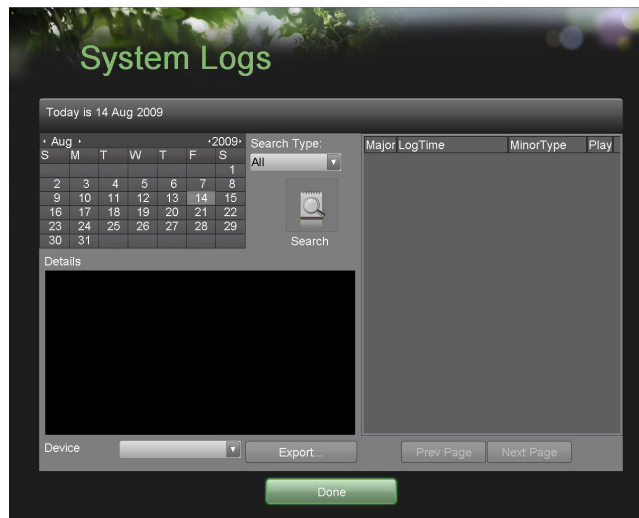 System Logs
Today is 14 Aug 2009
Aug 2009
S M T W T F S
1
2 3 4 5 6 7 8
9 10 11 12 13 14 15
16 17 18 19 20 21 22
23 24 25 26 27 28 29
30 31
Search Type:
All
Search
Major LogTime MinorType Play
Details
Device
Export...
Prev Page
Next Page
Done